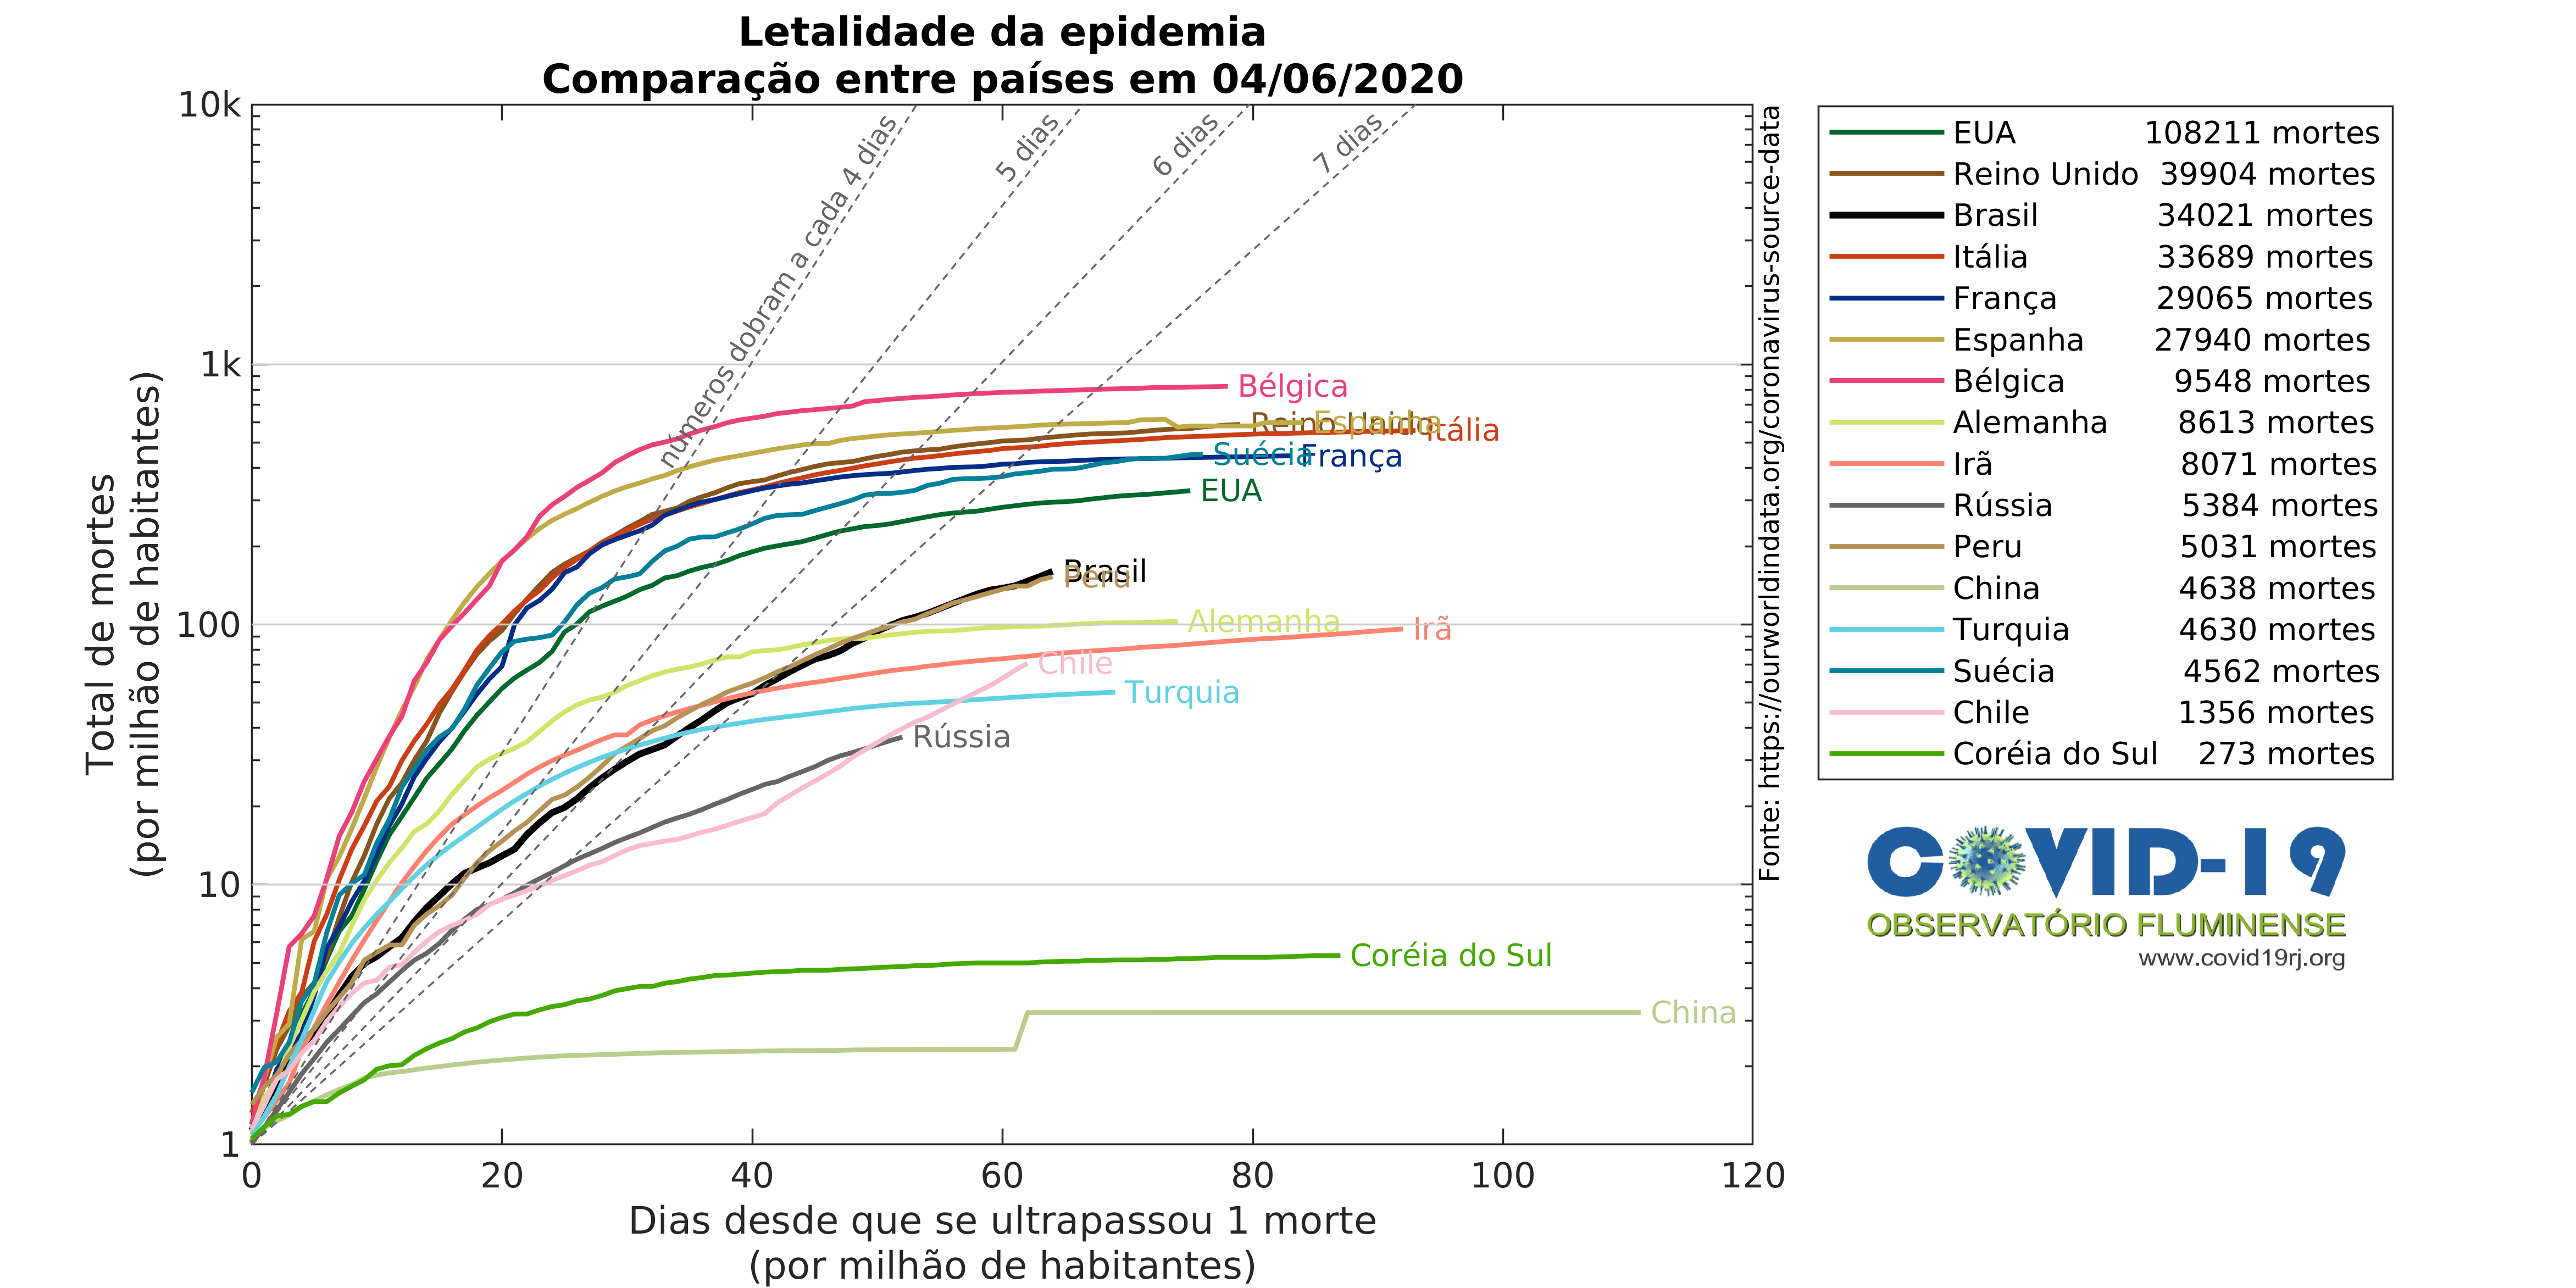 Letalidade da epidemia
Comparação entre países em 04/06/2020
Total de mortes
(por milhão de habitantes)
10k
1k
100
10
1
0 20 40 60 80 100 120
Dias desde que se ultrapassou 1 morte
(por milhão de habitantes)
números dobram a cada 4 dias
5 dias
6 dias
7 dias
Bélgica
Reino Unido
Espanha
Itália
Suécia
França
EUA
Brasil
Peru
Alemanha
Irã
Chile
Turquia
Rússia
Coréia do Sul
China
Fonte: https://ourworldindata.org/coronavirus-source-data
EUA 108211 mortes
Reino Unido 39904 mortes
Brasil 34021 mortes
Itália 33689 mortes
França 29065 mortes
Espanha 27940 mortes
Bélgica 9548 mortes
Alemanha 8613 mortes
Irã 8071 mortes
Rússia 5384 mortes
Peru 5031 mortes
China 4638 mortes
Turquia 4630 mortes
Suécia 4562 mortes
Chile 1356 mortes
Coréia do Sul 273 mortes
COVID-19
OBSERVATÓRIO FLUMINENSE
www.covid19rj.org